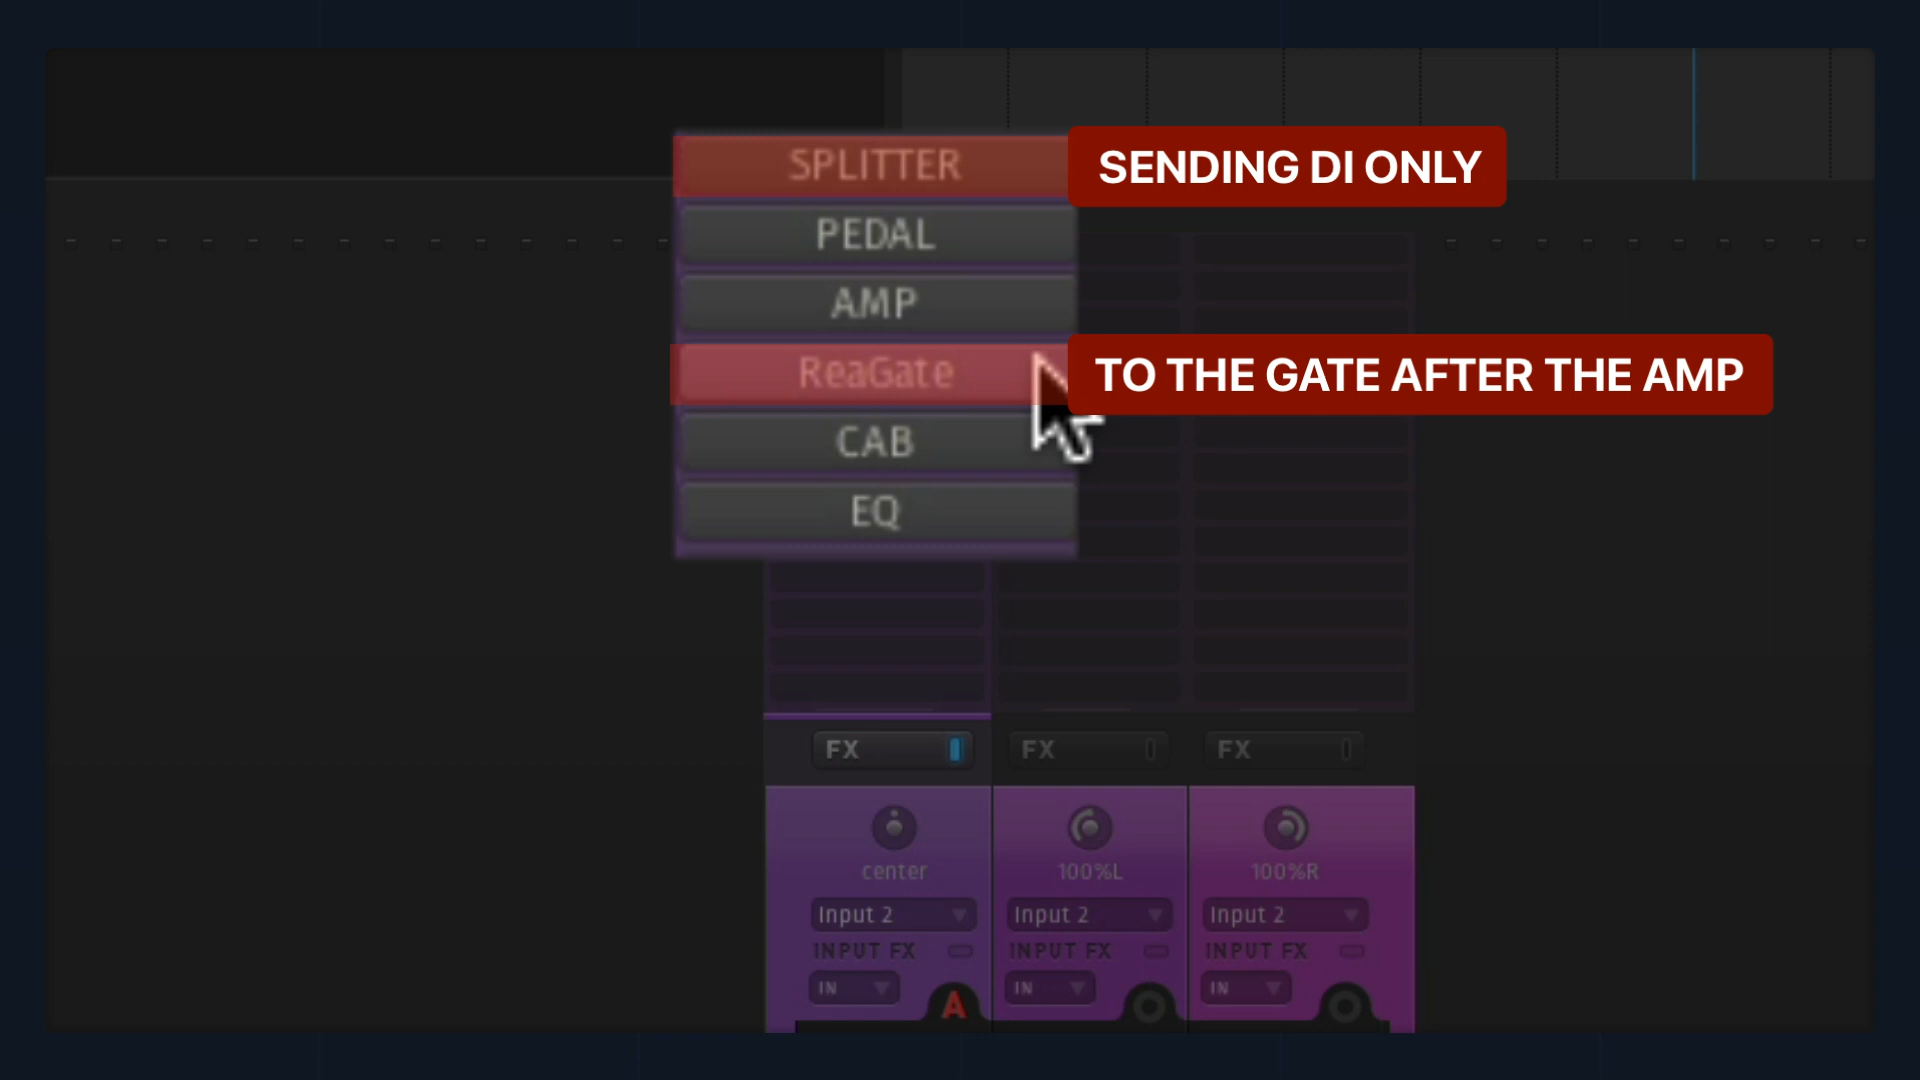 SPLITTER
SENDING DI ONLY
PEDAL
AMP
ReaGate
TO THE GATE AFTER THE AMP
CAB
EQ
FX FX FX
center 100%L 100%R
Input 2 Input 2 Input 2
INPUT FX INPUT FX INPUT FX
IN IN IN
A